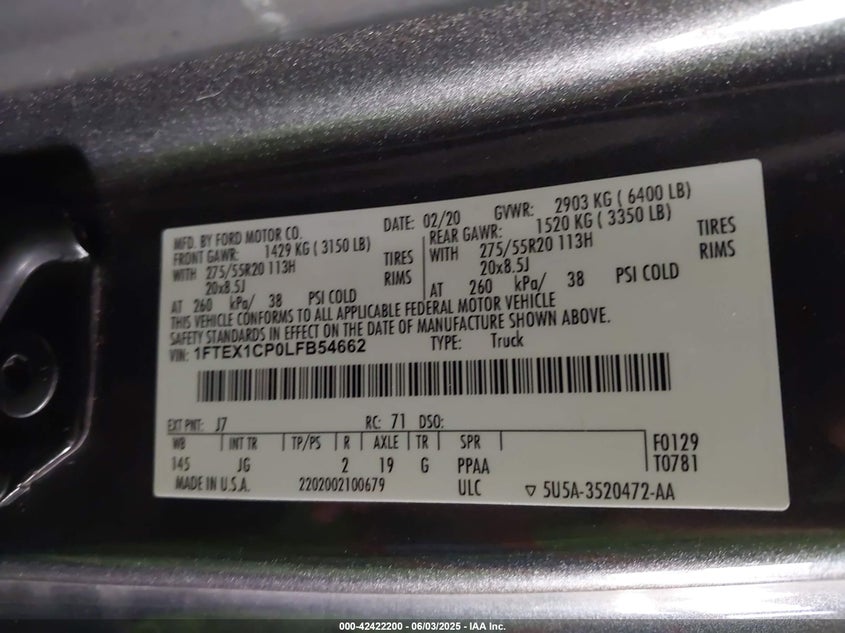 MFD. BY FORD MOTOR CO. DATE: 02/20 GVWR: 2903 KG ( 6400 LB)
FRONT GAWR: 1429 KG ( 3150 LB) REAR GAWR: 1520 KG ( 3350 LB)
WITH 275/55R20 113H TIRES WITH 275/55R20 113H TIRES
20x8.5J RIMS 20x8.5J RIMS
AT 260 kPa/ 38 PSI COLD AT 260 kPa/ 38 PSI COLD
THIS VEHICLE CONFORMS TO ALL APPLICABLE FEDERAL MOTOR VEHICLE
SAFETY STANDARDS IN EFFECT ON THE DATE OF MANUFACTURE SHOWN ABOVE.
VIN: 1FTEX1CP0LFB54662 TYPE: Truck
EXT PNT: J7 RC: 71 DSO:
WB INT TR TP/PS R AXLE TR SPR F0129
145 JG 2 19 G PPAA T0781
MADE IN U.S.A. 2202002100679 ULC ▽ 5U5A-3520472-AA
000-42422200 - 06/03/2025 - IAA Inc.